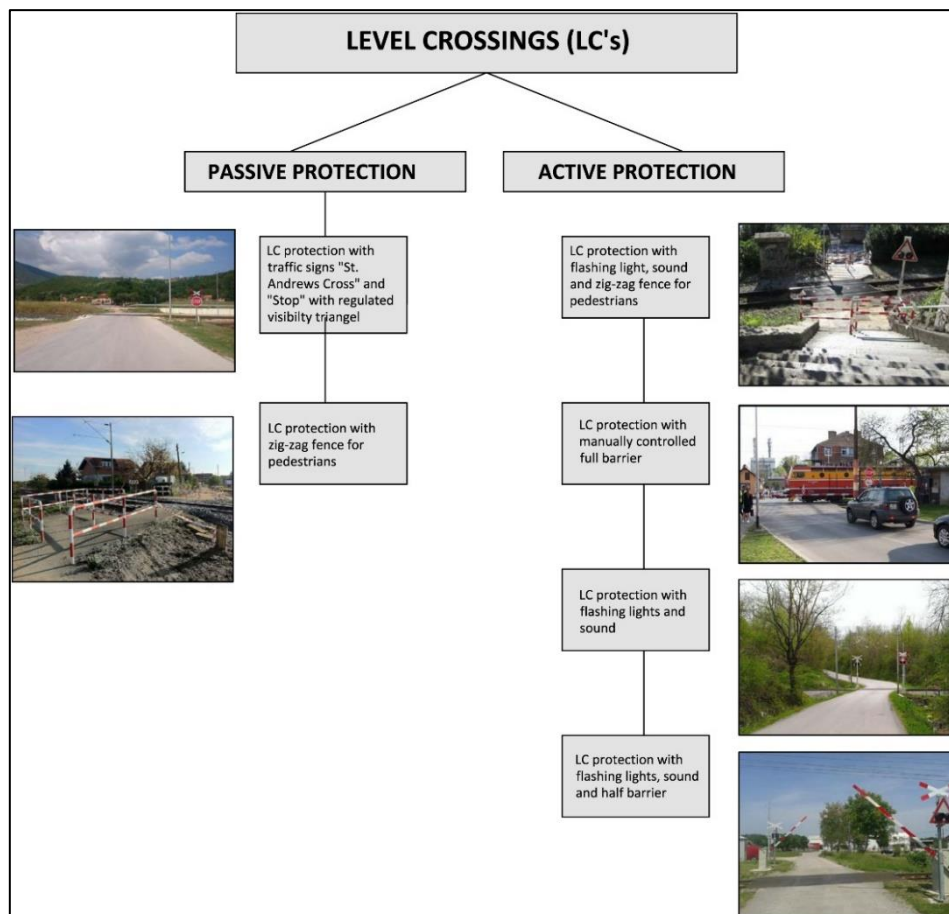 LEVEL CROSSINGS (LC's)
PASSIVE PROTECTION
ACTIVE PROTECTION
LC protection with
traffic signs "St.
Andrews Cross" and
"Stop" with regulated
visibilty triangel
LC protection with
zig-zag fence for
pedestrians
LC protection with
flashing light, sound
and zig-zag fence for
pedestrians
LC protection with
manually controlled
full barrier
LC protection with
flashing lights and
sound
LC protection with
flashing lights, sound
and half barrier